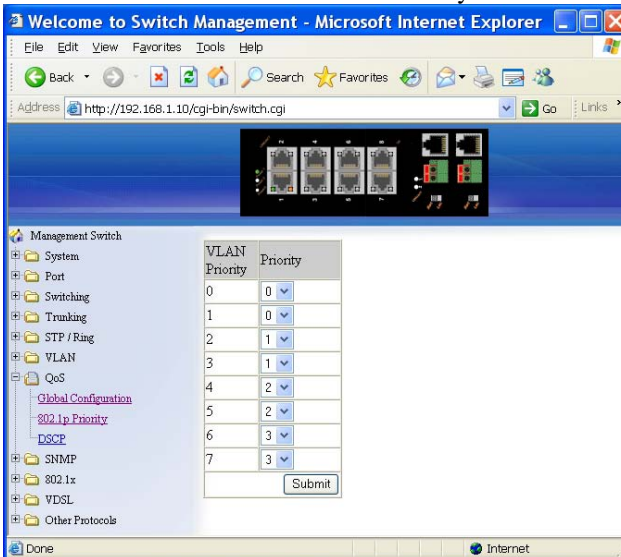 Welcome to Switch Management - Microsoft Internet Explorer
File Edit View Favorites Tools Help
Back Search Favorites
Address http://192.168.1.10/cgi-bin/switch.cgi Go Links
Management Switch
System
Port
Switching
Trunking
STP / Ring
VLAN
QoS
Global Configuration
802.1p Priority
DSCP
SNMP
802.1x
VDSL
Other Protocols
VLAN Priority Priority
0 0
1 0
2 1
3 1
4 2
5 2
6 3
7 3
Submit
Done Internet